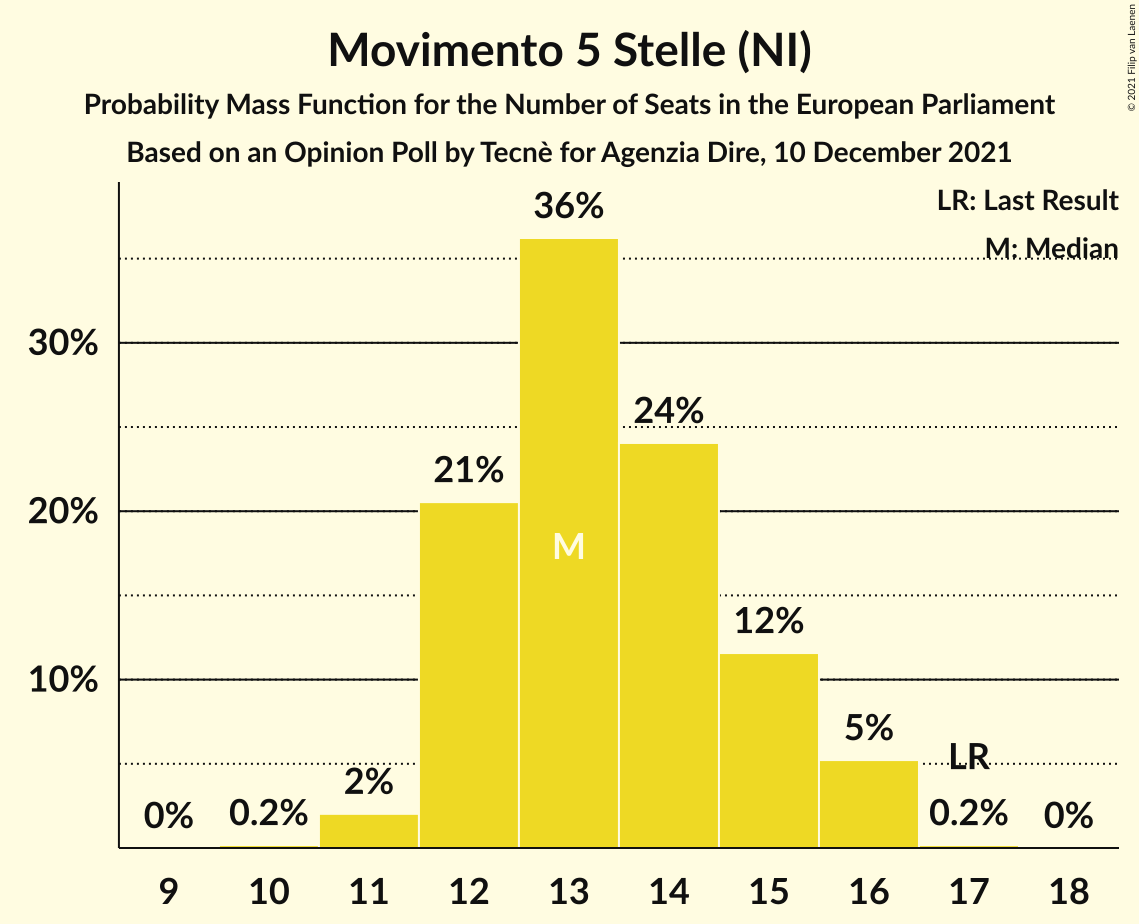 Movimento 5 Stelle (NI)
Probability Mass Function for the Number of Seats in the European Parliament
Based on an Opinion Poll by Tecnè for Agenzia Dire, 10 December 2021
© 2021 Filip van Laenen
LR: Last Result
M: Median
36%
30%
24%
21%
20%
M
12%
10%
5%
LR
2%
0%
0.2%
0.2%
0%
9 10 11 12 13 14 15 16 17 18